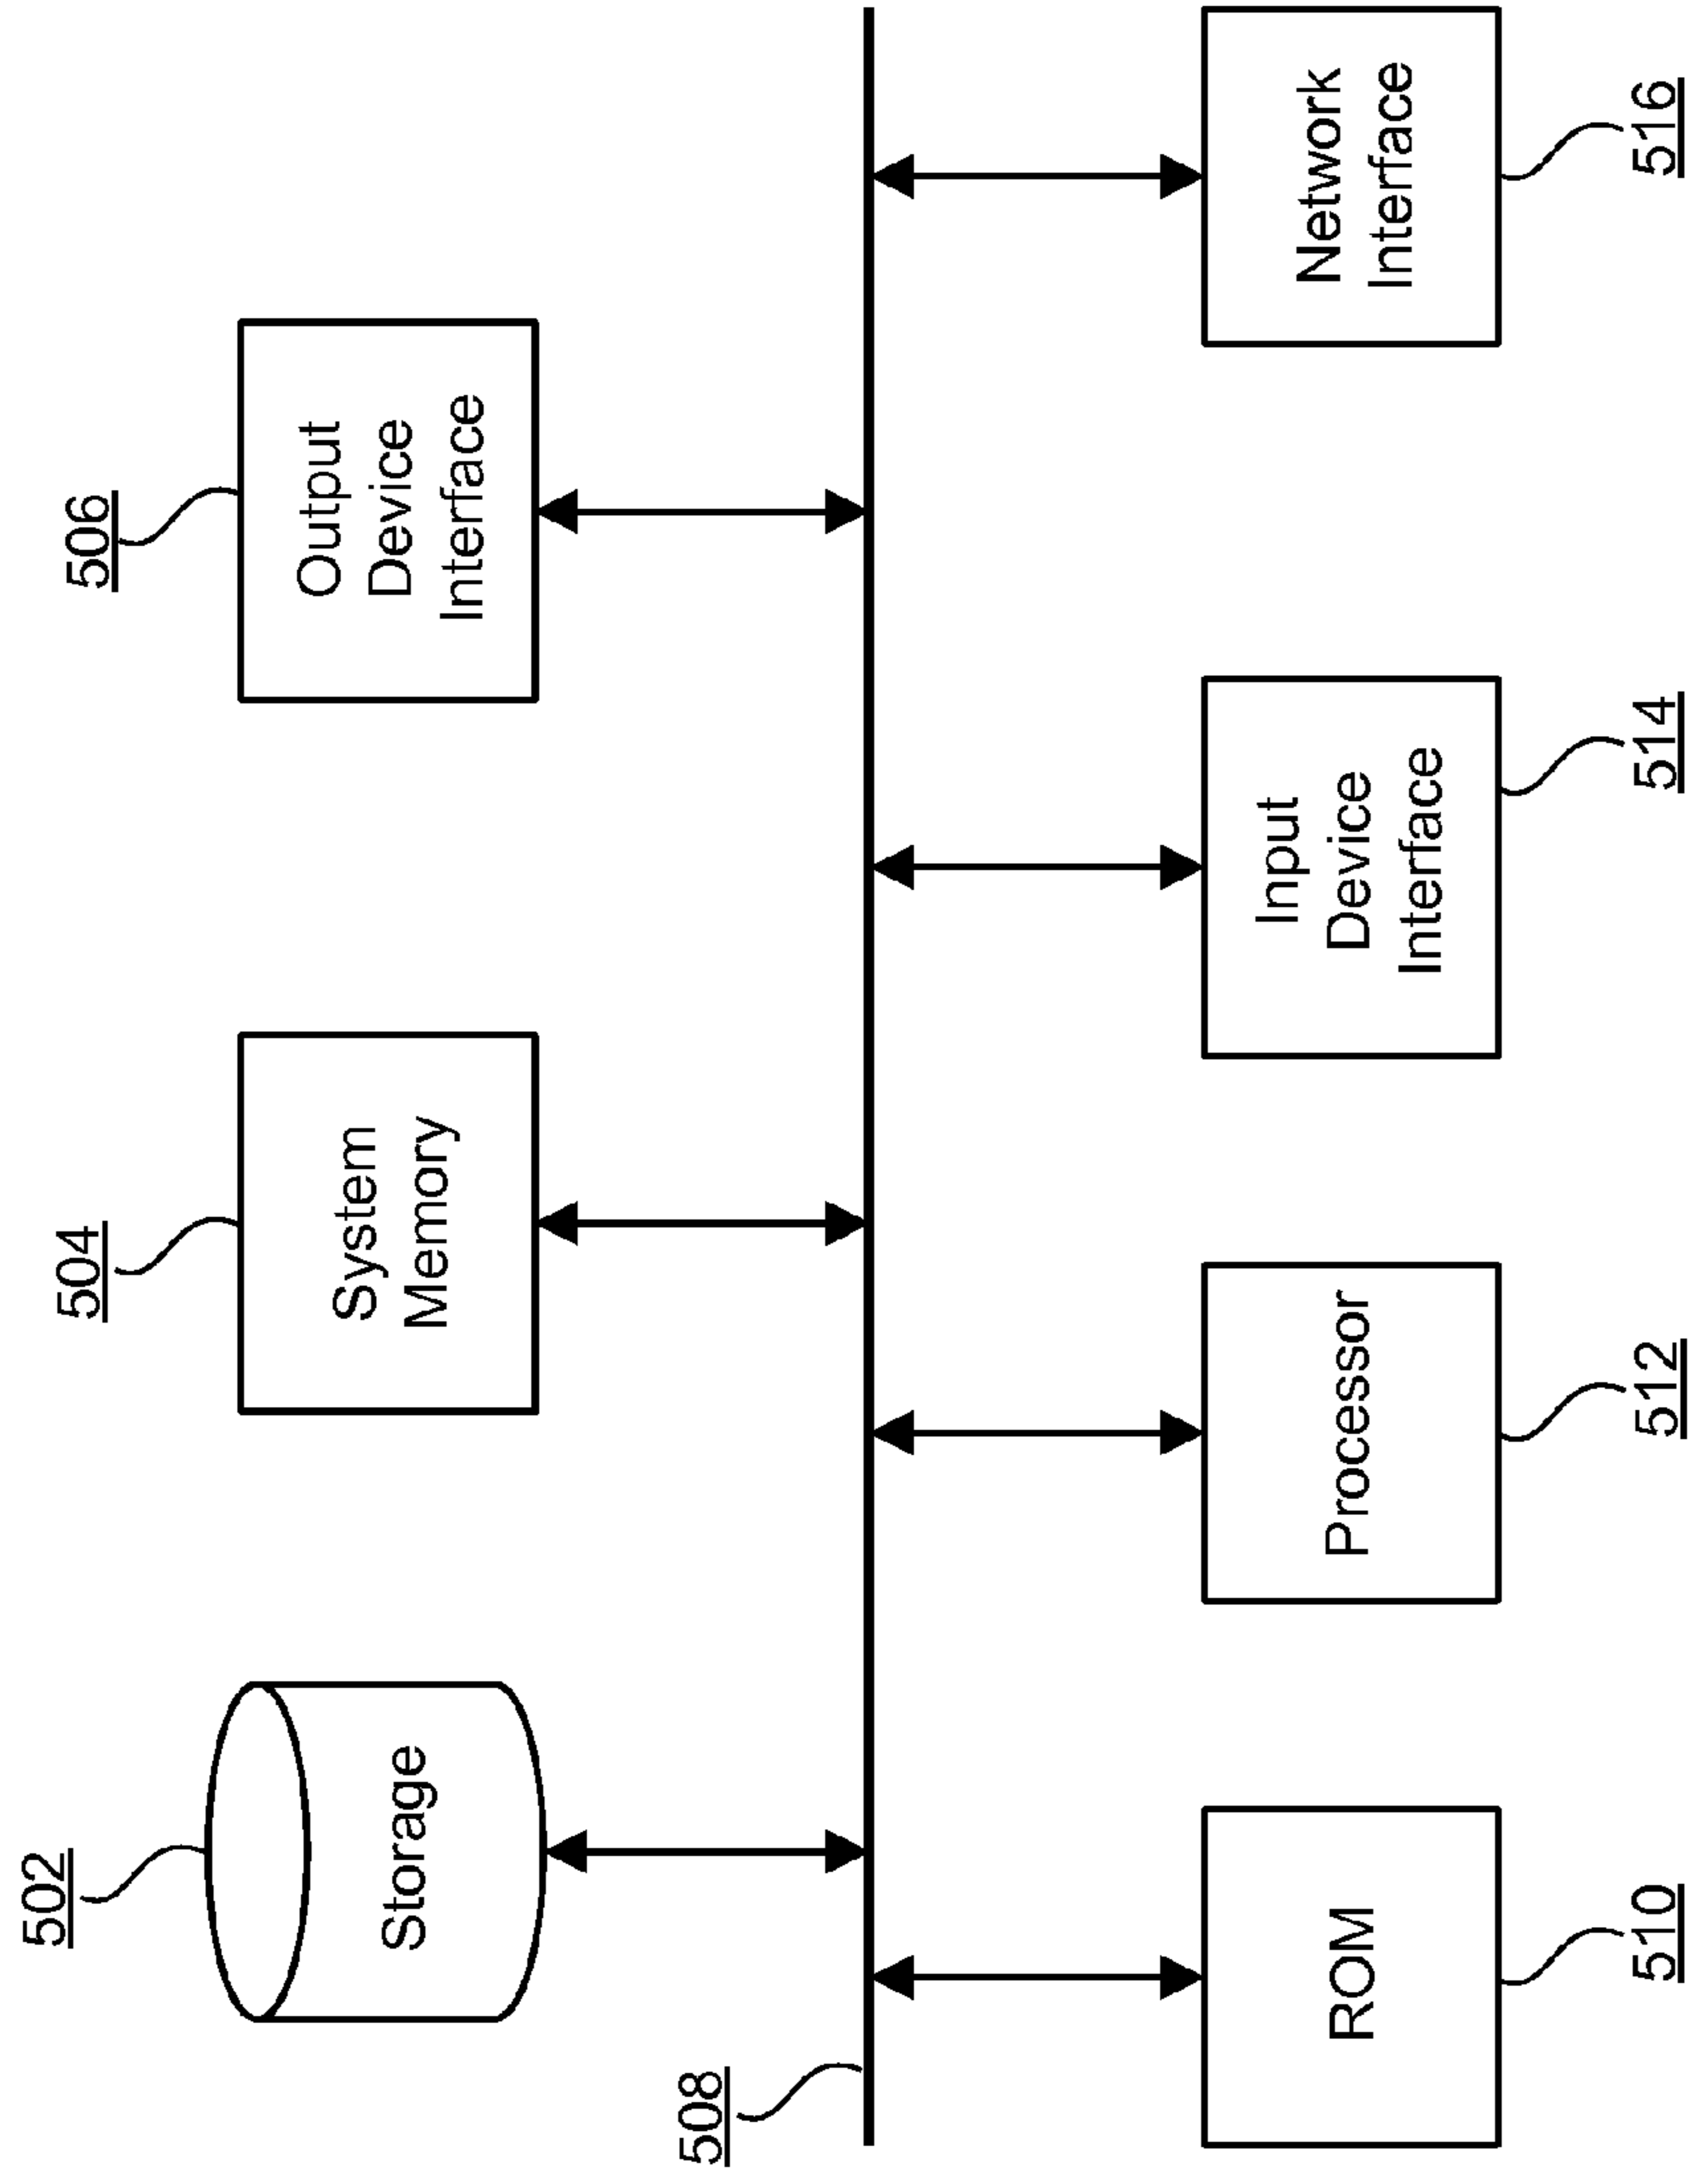 502
504
506
Storage
System
Memory
Output
Device
Interface
508
ROM
Processor
Input
Device
Interface
Network
Interface
510
512
514
516